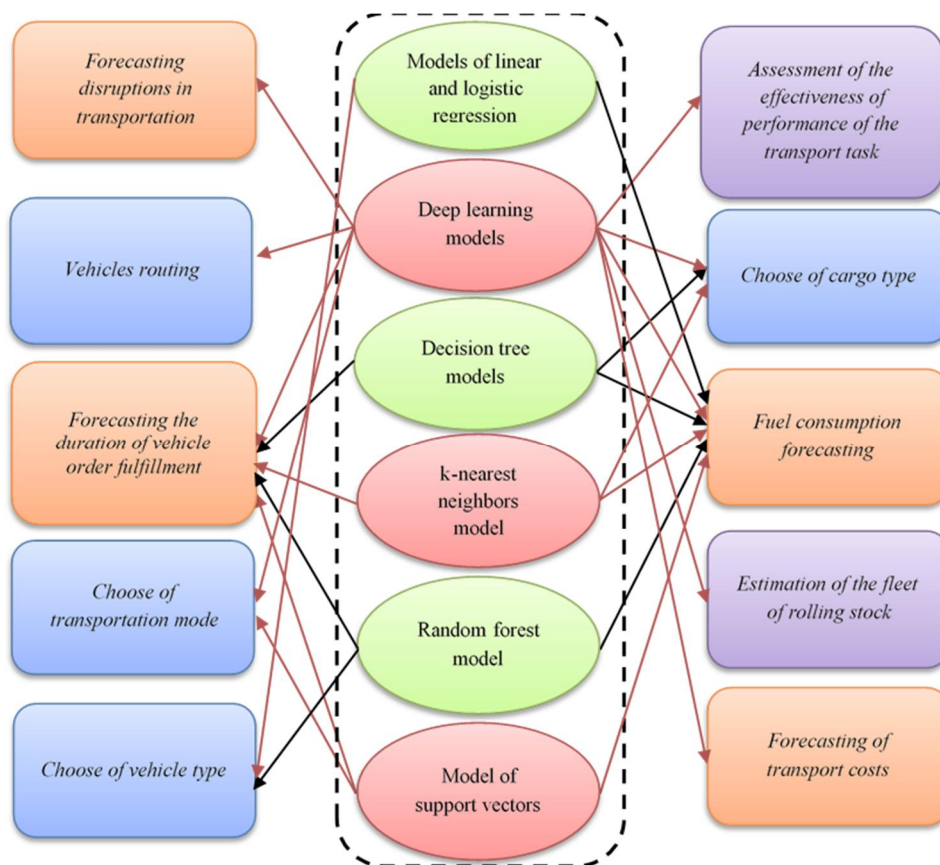 Forecasting
disruptions in
transportation
Vehicles routing
Forecasting the
duration of vehicle
order fulfillment
Choose of
transportation mode
Choose of vehicle type
Models of linear
and logistic
regression
Deep learning
models
Decision tree
models
k-nearest
neighbors
model
Random forest
model
Model of
support vectors
Assessment of the
effectiveness of
performance of the
transport task
Choose of cargo type
Fuel consumption
forecasting
Estimation of the fleet
of rolling stock
Forecasting of
transport costs